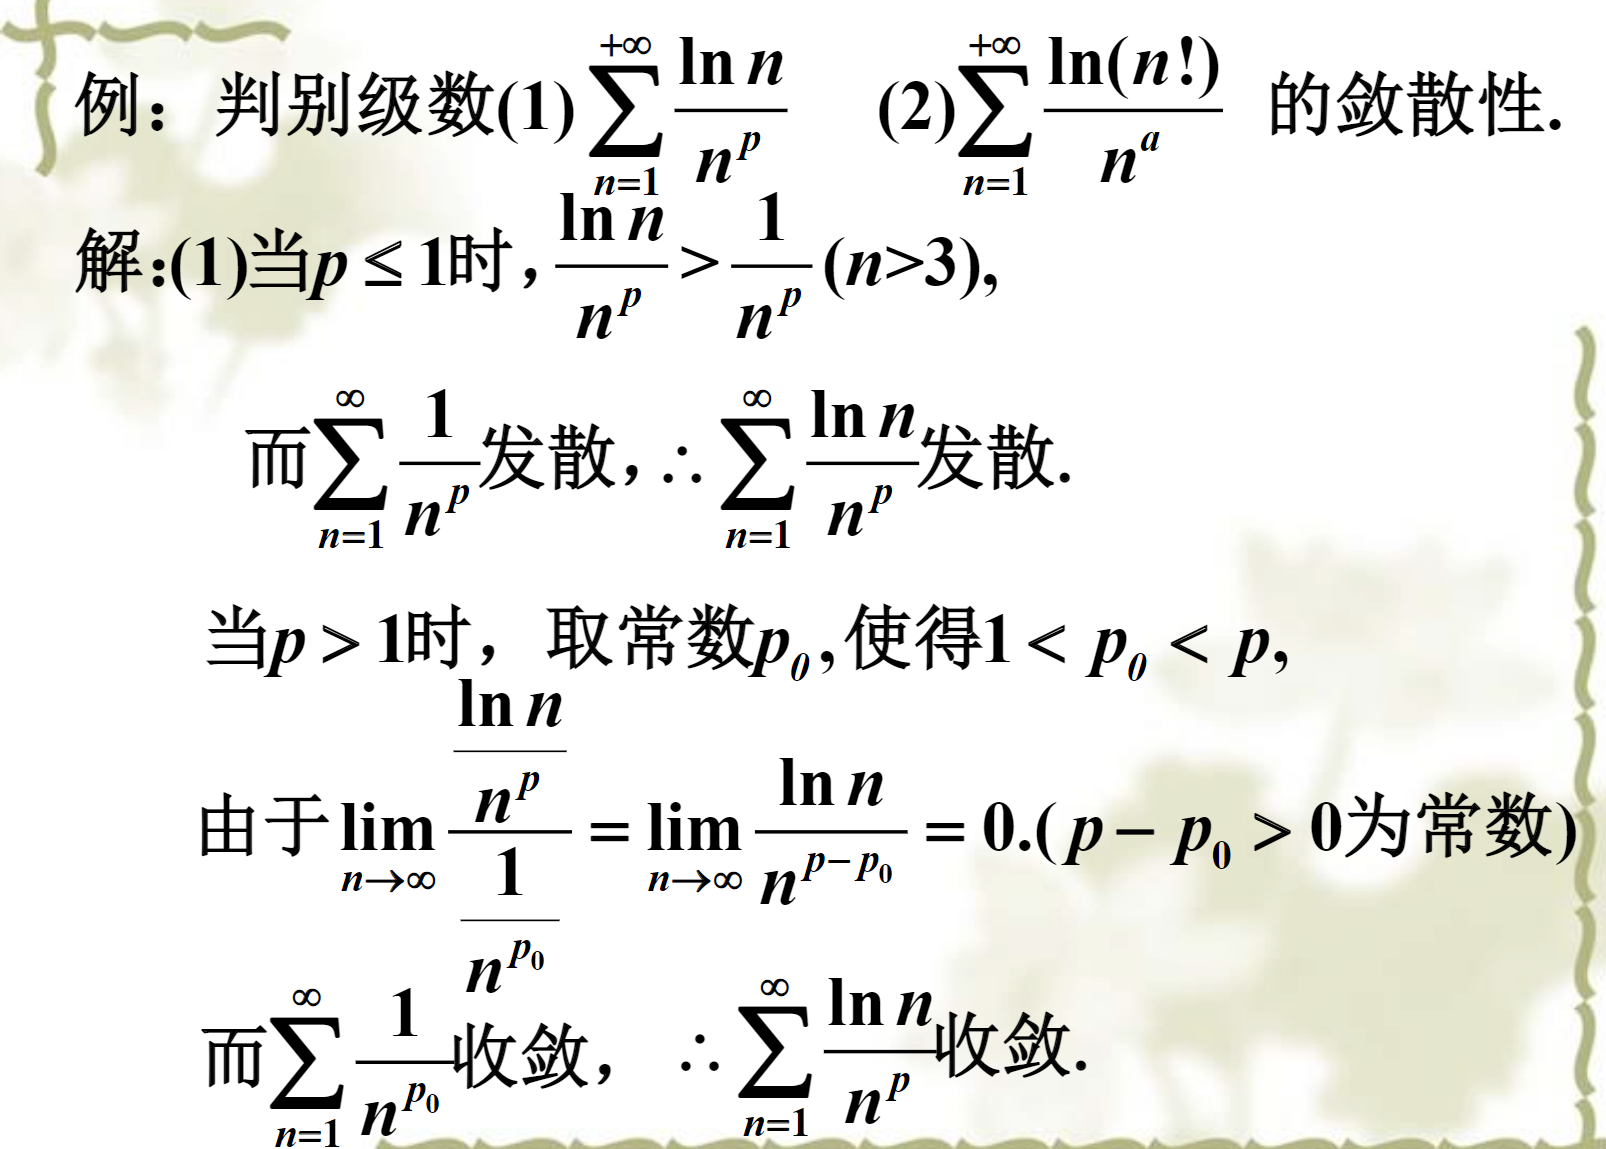 例：判别级数(1) $\sum_{n=1}^{+\infty} \frac{\ln n}{n^p}$ (2) $\sum_{n=1}^{+\infty} \frac{\ln(n!)}{n^a}$ 的敛散性.
解:(1)当$p \leq 1$时，$\frac{\ln n}{n^p} > \frac{1}{n^p}$ (n>3),
而$\sum_{n=1}^{\infty} \frac{1}{n^p}$发散，∴ $\sum_{n=1}^{\infty} \frac{\ln n}{n^p}$发散.
当$p > 1$时，取常数$p_0$,使得$1 < p_0 < p$,
由于$\lim_{n \to \infty} \frac{\frac{\ln n}{n^p}}{\frac{1}{n^{p_0}}} = \lim_{n \to \infty} \frac{\ln n}{n^{p-p_0}} = 0.(p - p_0 > 0$为常数)
而$\sum_{n=1}^{\infty} \frac{1}{n^{p_0}}$收敛，∴ $\sum_{n=1}^{\infty} \frac{\ln n}{n^p}$收敛.